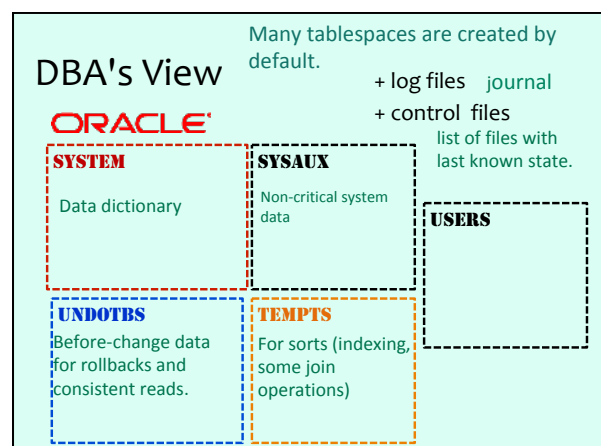 Many tablespaces are created by
default.
DBA's View
+ log files journal
+ control files
list of files with
last known state.
ORACLE
SYSTEM
Data dictionary
SYSAUX
Non-critical system
data
USERS
UNDOTBS
Before-change data
for rollbacks and
consistent reads.
TEMPTS
For sorts (indexing,
some join
operations)